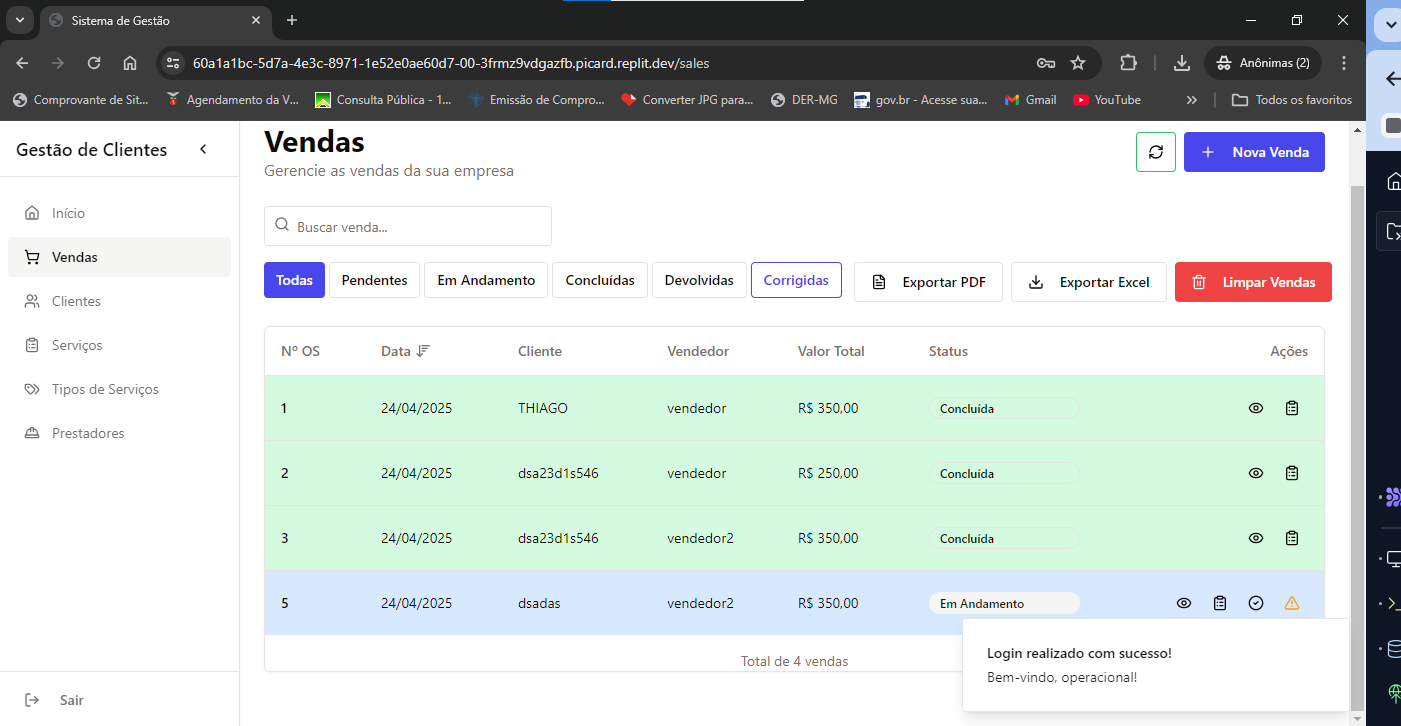 Sistema de Gestão
60a1a1bc-5d7a-4e3c-8971-1e52e0ae60d7-00-3frmz9vdgazfb.picard.replit.dev/sales
Anônimas (2)
Comprovante de Sit...
Agendamento da V...
Consulta Pública - 1...
Emissão de Compro...
Converter JPG para...
DER-MG
gov.br - Acesse sua...
Gmail
YouTube
Todos os favoritos
Gestão de Clientes
Início
Vendas
Clientes
Serviços
Tipos de Serviços
Prestadores
Sair
Vendas
Gerencie as vendas da sua empresa
Nova Venda
Buscar venda...
Todas Pendentes Em Andamento Concluídas Devolvidas Corrigidas Exportar PDF Exportar Excel Limpar Vendas
Nº OS Data Cliente Vendedor Valor Total Status Ações
1 24/04/2025 THIAGO vendedor R$ 350,00 Concluída
2 24/04/2025 dsa23d1s546 vendedor R$ 250,00 Concluída
3 24/04/2025 dsa23d1s546 vendedor2 R$ 350,00 Concluída
5 24/04/2025 dsadas vendedor2 R$ 350,00 Em Andamento
Total de 4 vendas
Login realizado com sucesso!
Bem-vindo, operacional!